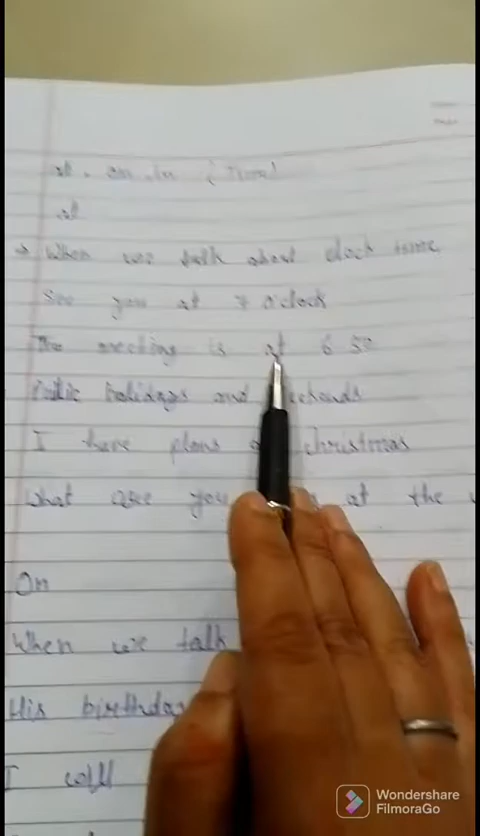 at, on, in (Time)
at
→ When we talk about clock time
See you at 7 o'clock
The meeting is at 6 50
Public holidays and
I have plans christmas
What are you at the
On
When we talk
His birthday
I will
Wondershare
FilmoraGo